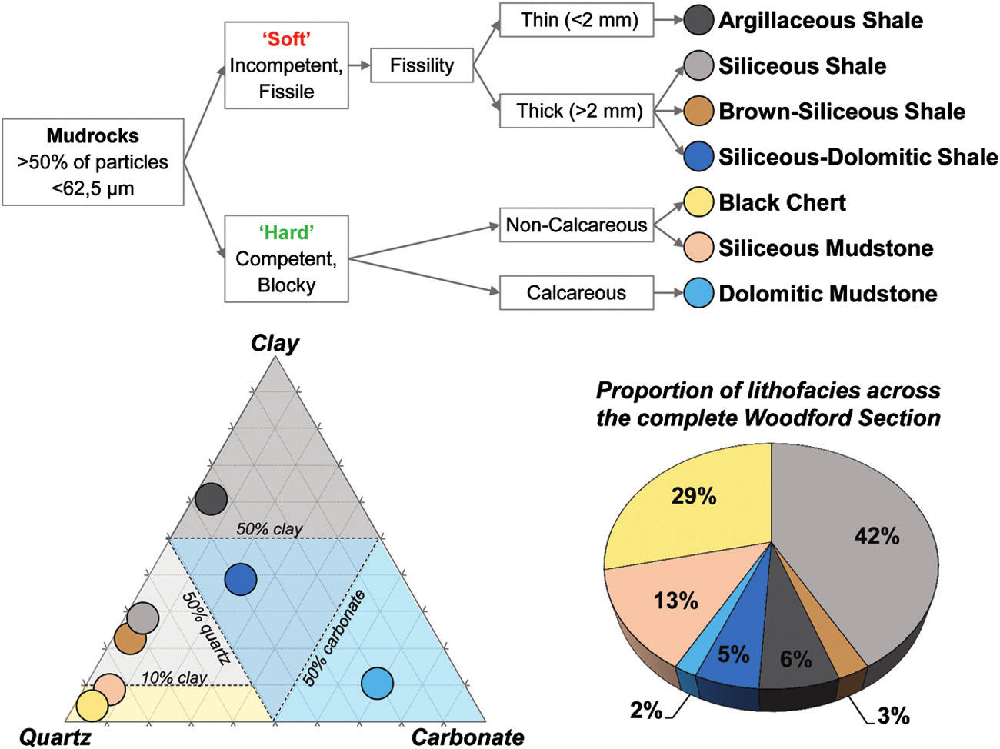 Mudrocks
>50% of particles
<62,5 µm
‘Soft’
Incompetent,
Fissile
‘Hard’
Competent,
Blocky
Fissility
Thin (<2 mm)
Thick (>2 mm)
Non-Calcareous
Calcareous
Argillaceous Shale
Siliceous Shale
Brown-Siliceous Shale
Siliceous-Dolomitic Shale
Black Chert
Siliceous Mudstone
Dolomitic Mudstone
Clay
50% clay
50% quartz
50% carbonate
10% clay
Quartz
Carbonate
Proportion of lithofacies across
the complete Woodford Section
29%
42%
13%
5%
6%
2%
3%